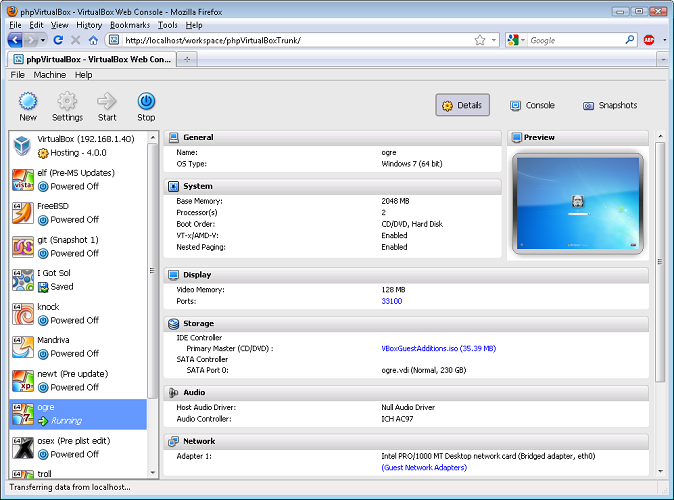 phpVirtualBox - VirtualBox Web Console - Mozilla Firefox
File Edit View History Bookmarks Tools Help
http://localhost/workspace/phpVirtualBoxTrunk/
Google
ABP
phpVirtualBox - VirtualBox Web Con...
File Machine Help
New Settings Start Stop
Details Console Snapshots
VirtualBox (192.168.1.40)
Hosting - 4.0.0
elf (Pre-MS Updates)
Powered Off
FreeBSD
Powered Off
git (Snapshot 1)
Powered Off
I Got Sol
Saved
knock
Powered Off
Mandriva
Powered Off
newt (Pre update)
Powered Off
ogre
Running
osex (Pre plist edit)
Powered Off
troll
General
Name: ogre
OS Type: Windows 7 (64 bit)
Preview
System
Base Memory: 2048 MB
Processor(s) 2
Boot Order: CD/DVD, Hard Disk
VT-x/AMD-V: Enabled
Nested Paging: Enabled
Display
Video Memory: 128 MB
Ports: 33100
Storage
IDE Controller
Primary Master (CD/DVD) : VBoxGuestAdditions.iso (35.39 MB)
SATA Controller
SATA Port 0: ogre.vdi (Normal, 230 GB)
Audio
Host Audio Driver: Null Audio Driver
Audio Controller: ICH AC97
Network
Adapter 1: Intel PRO/1000 MT Desktop network card (Bridged adapter, eth0)
(Guest Network Adapters)
Transferring data from localhost...